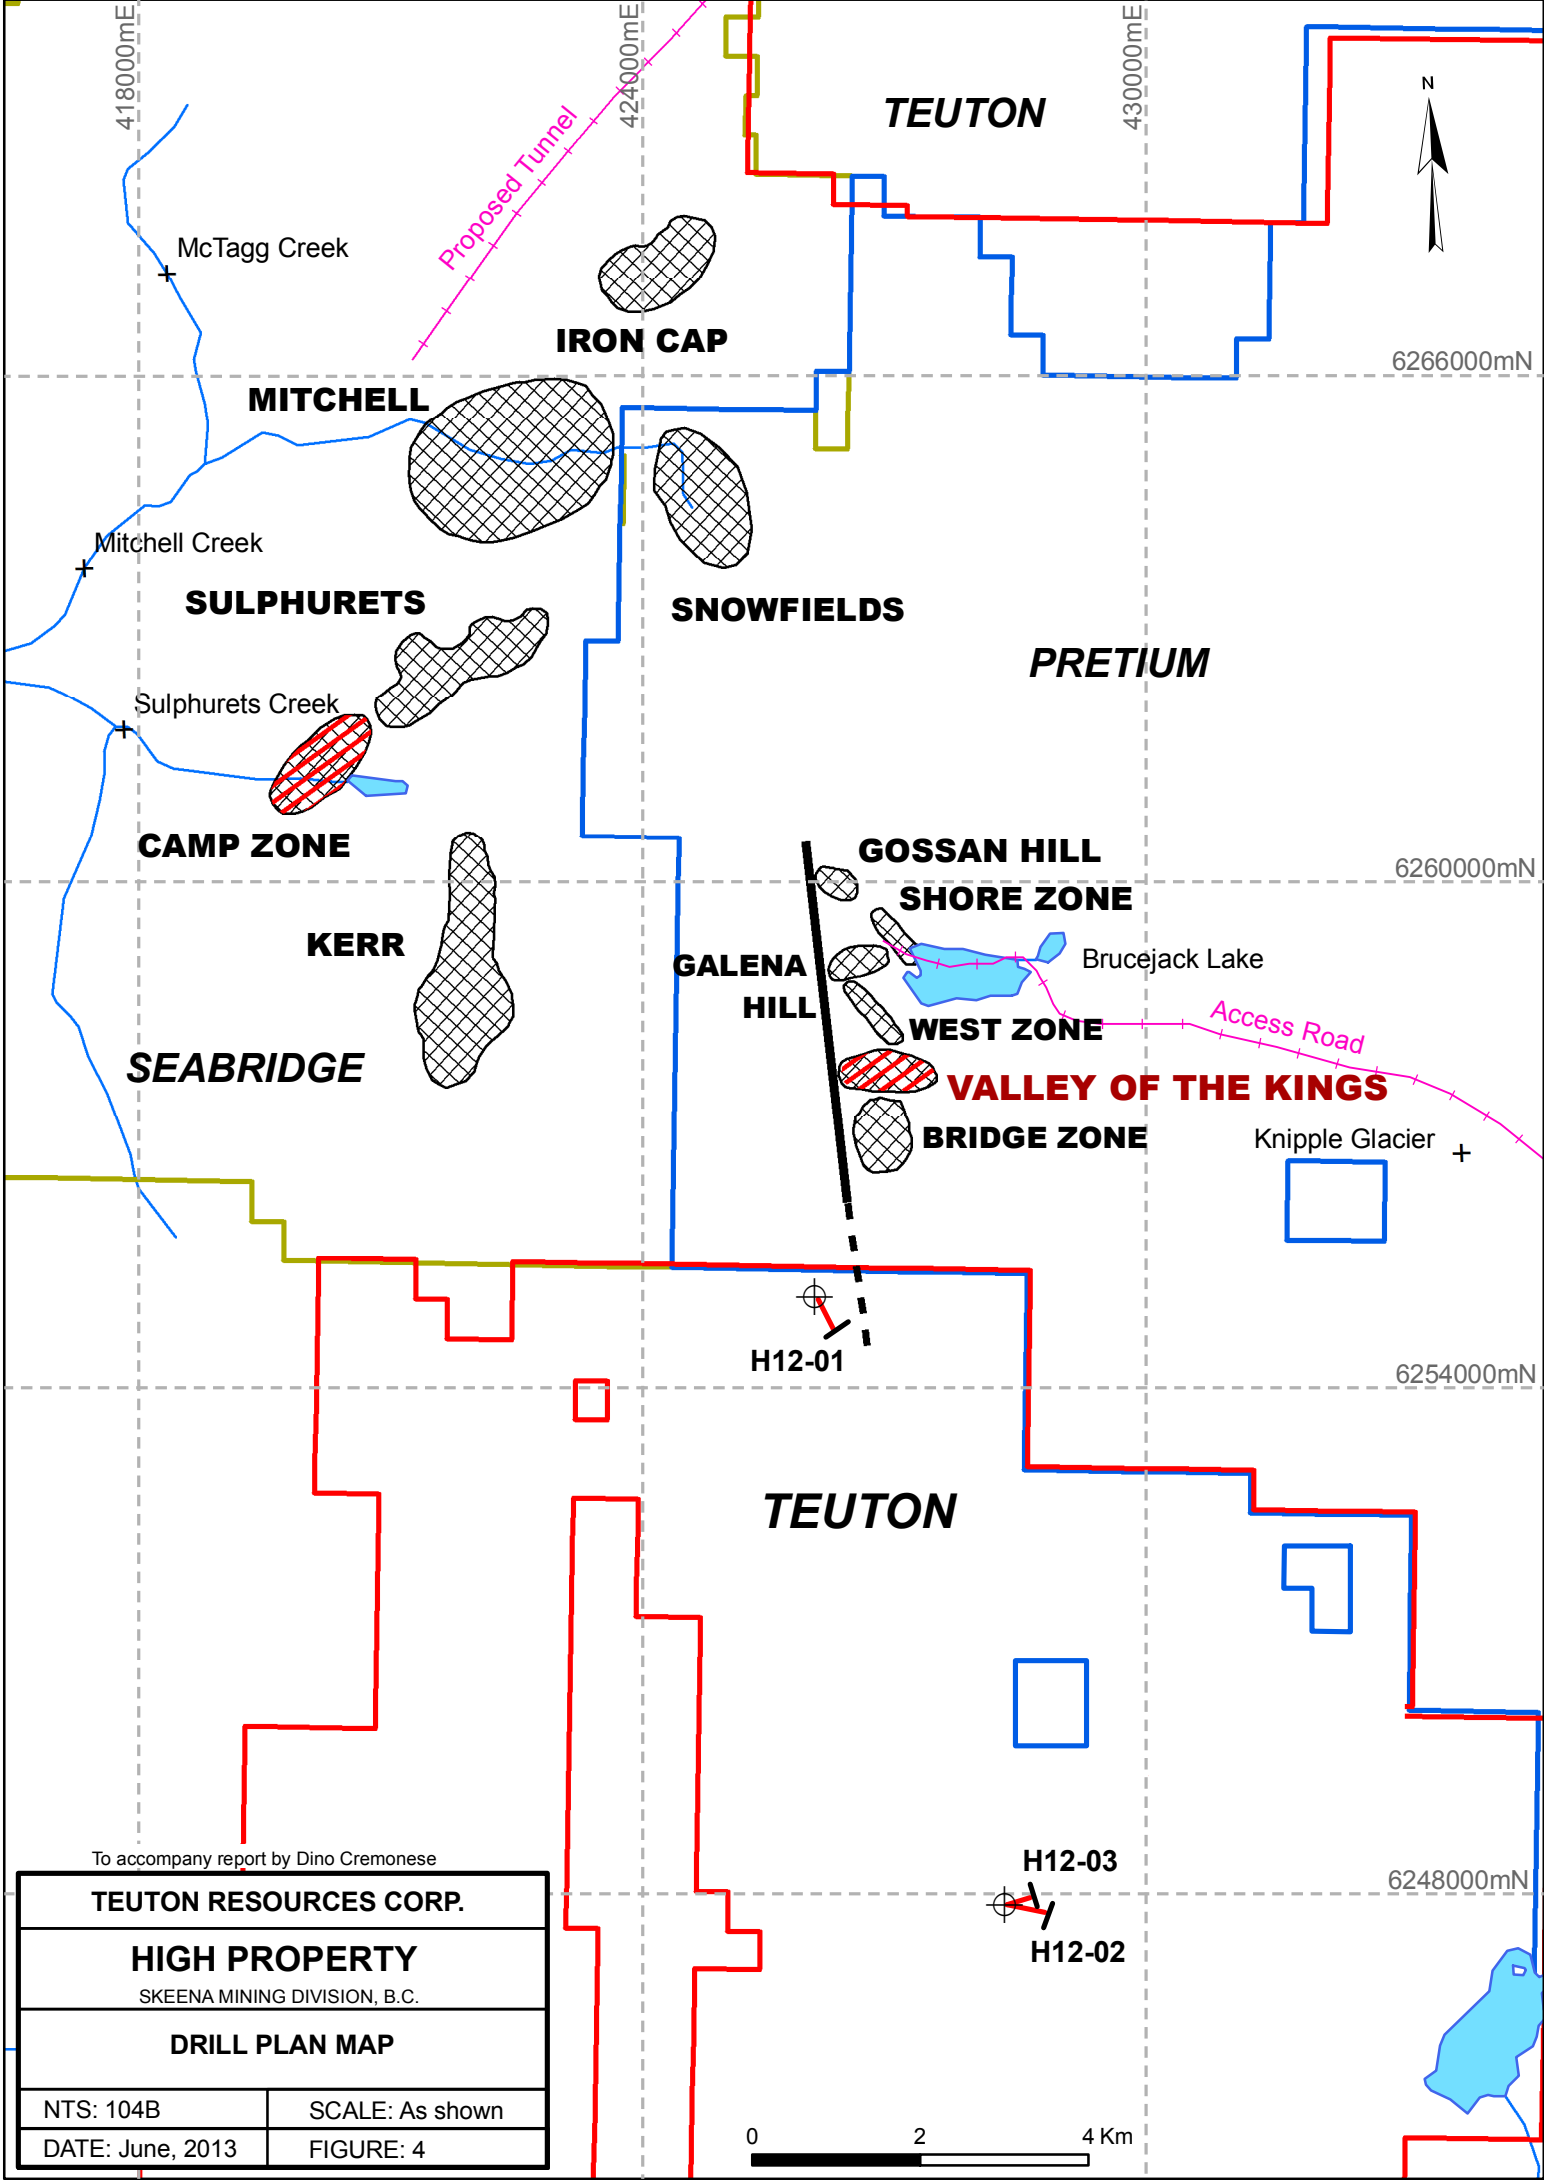 418000mE
424000mE
430000mE
TEUTON
N
Proposed Tunnel
McTagg Creek
IRON CAP
6266000mN
MITCHELL
Mitchell Creek
SULPHURETS
SNOWFIELDS
PRETIUM
Sulphurets Creek
CAMP ZONE
GOSSAN HILL
6260000mN
SHORE ZONE
KERR
GALENA
HILL
Brucejack Lake
WEST ZONE
Access Road
SEABRIDGE
VALLEY OF THE KINGS
BRIDGE ZONE
Knipple Glacier
H12-01
6254000mN
TEUTON
H12-03
6248000mN
H12-02
To accompany report by Dino Cremonese
TEUTON RESOURCES CORP.
HIGH PROPERTY
SKEENA MINING DIVISION, B.C.
DRILL PLAN MAP
NTS: 104B
SCALE: As shown
DATE: June, 2013
FIGURE: 4
0 2 4 Km